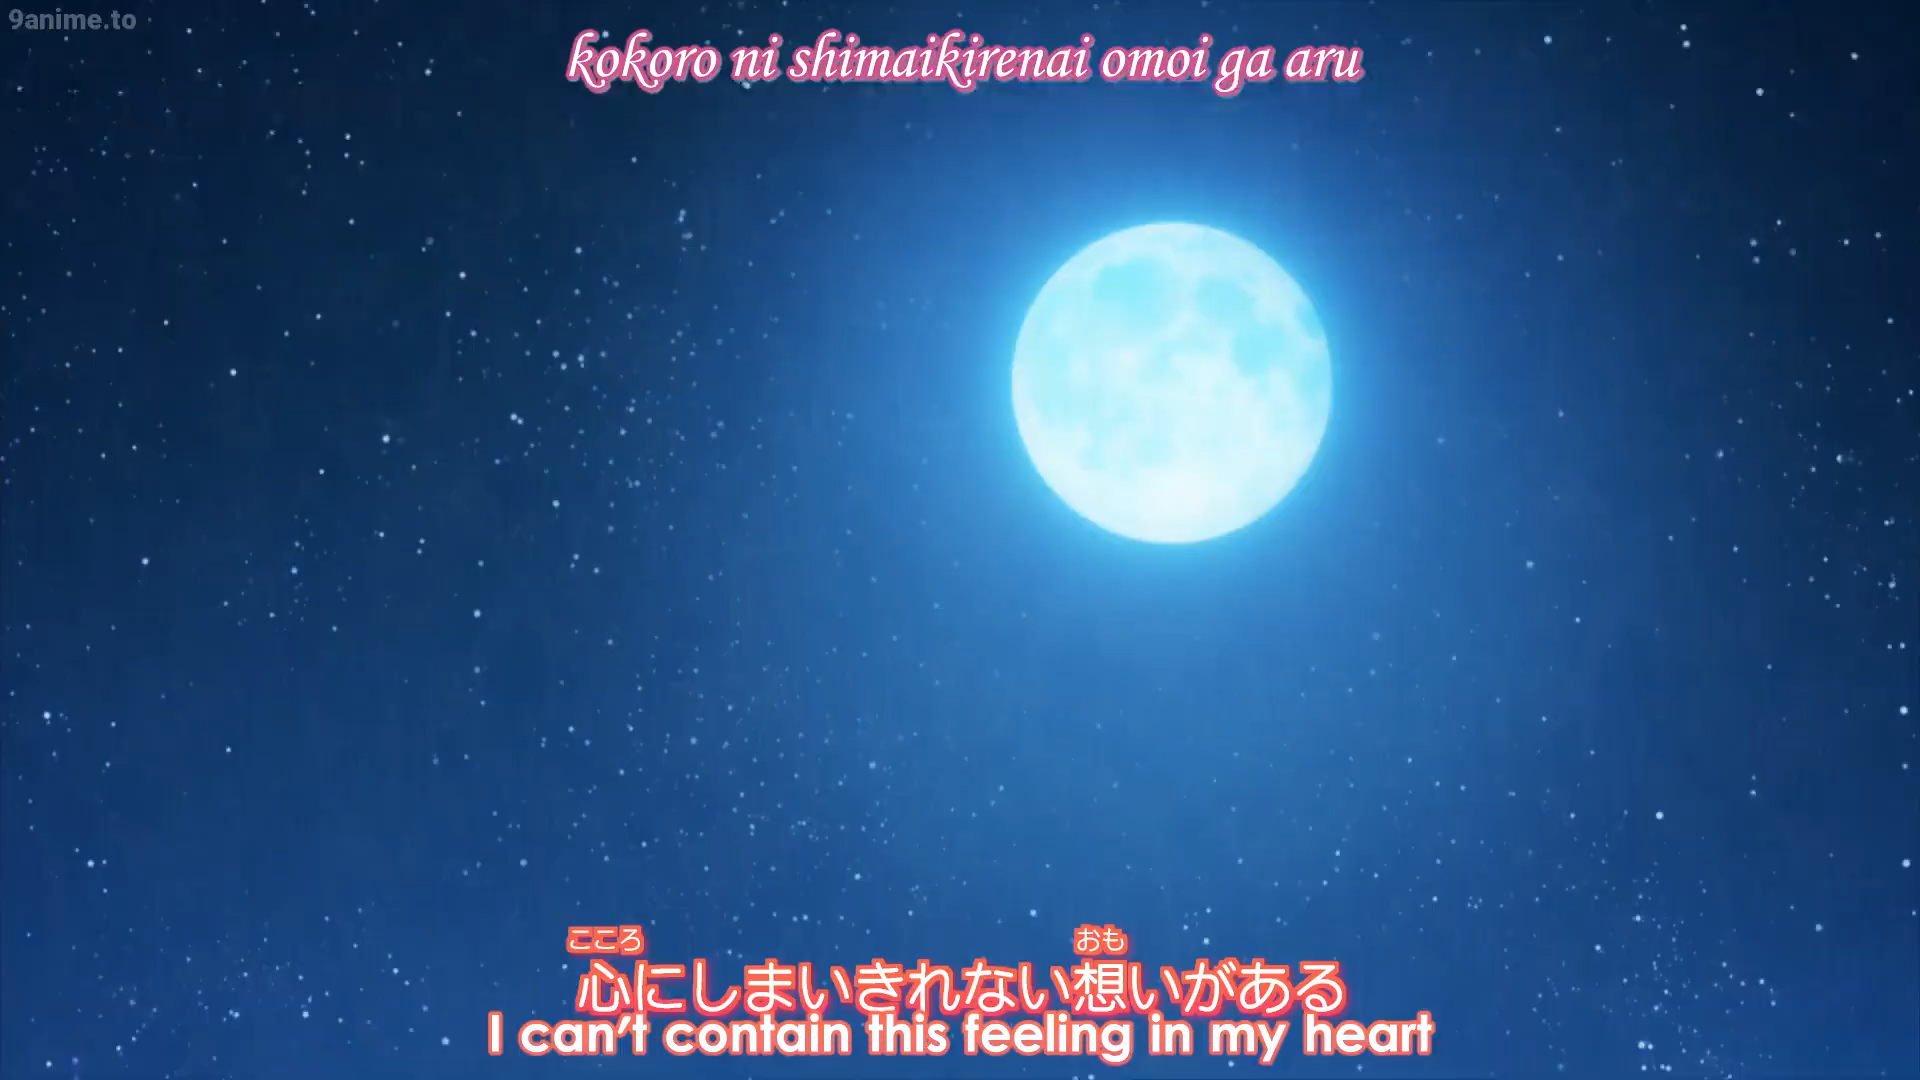 9anime.to
kokoro ni shimaikirenai omoi ga aru
こころ おも
心にしまいきれない想いがある
I can't contain this feeling in my heart